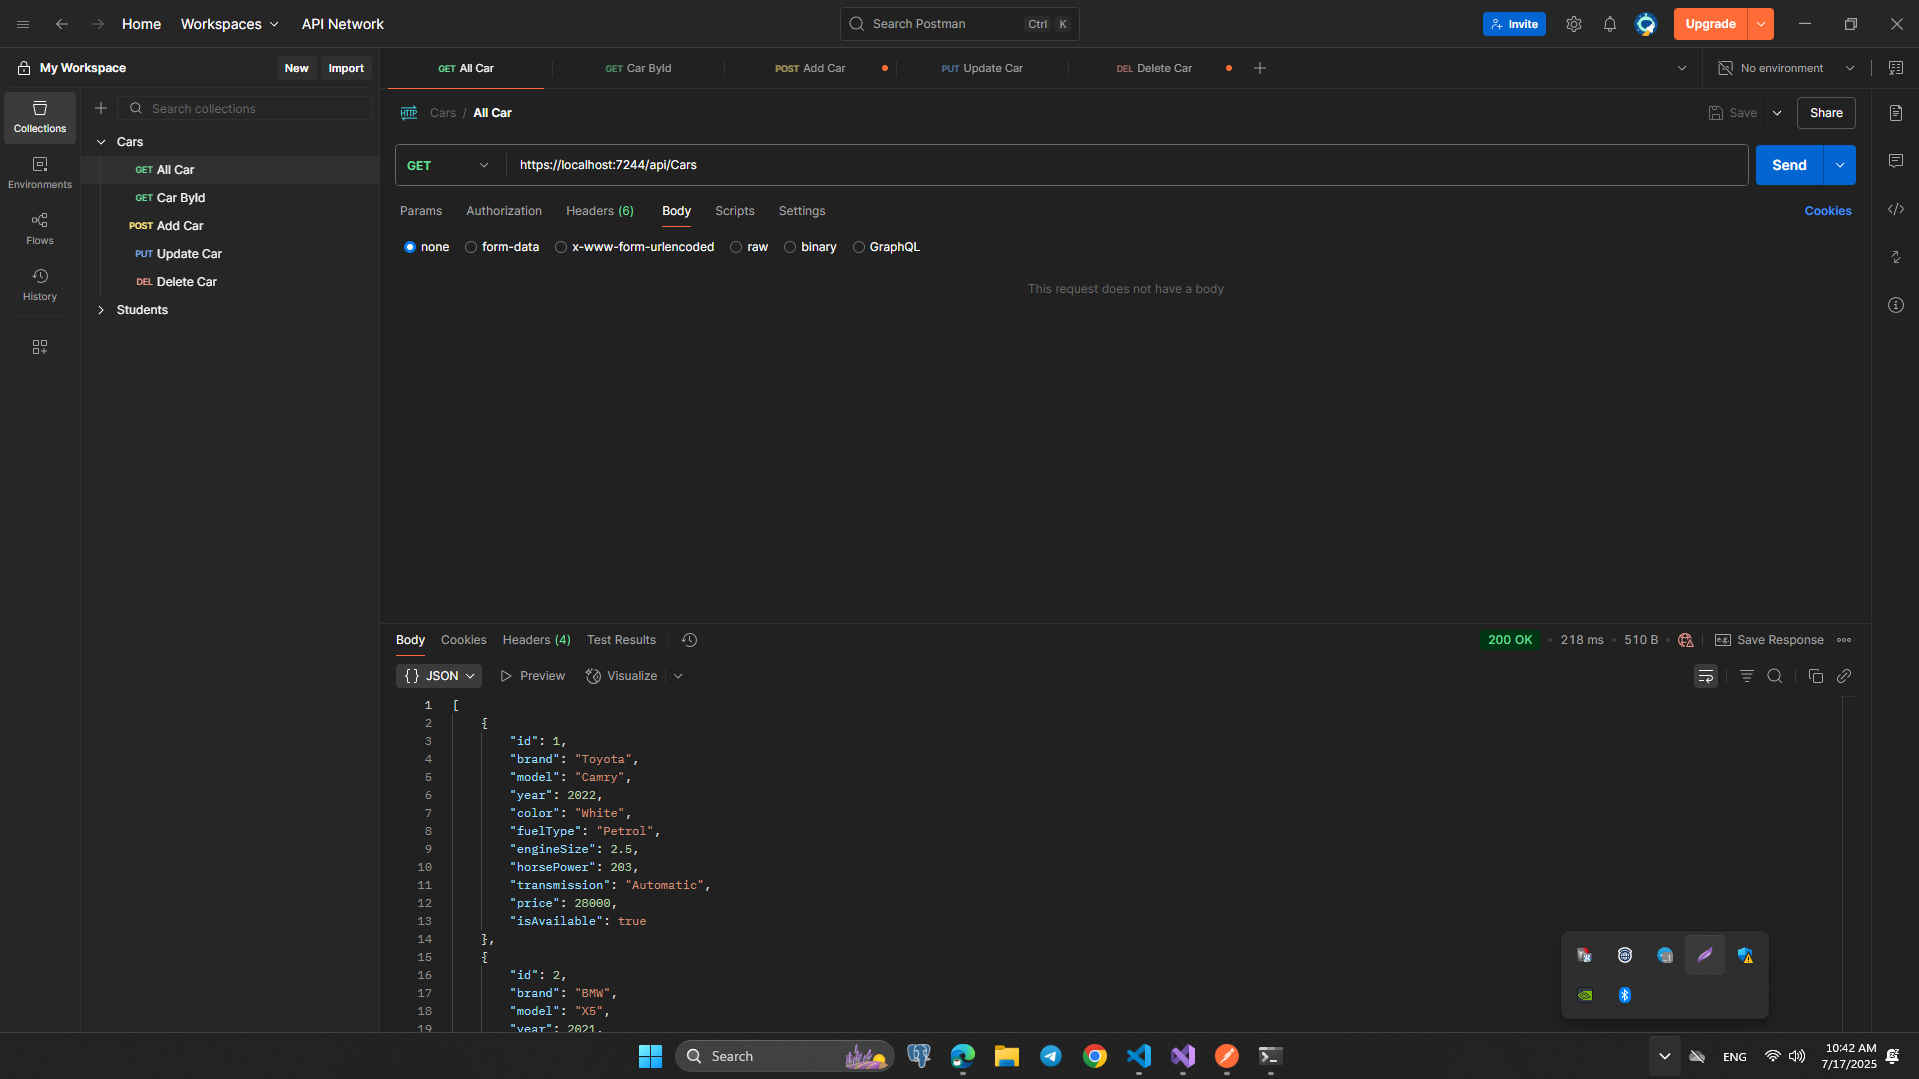 Home Workspaces API Network Search Postman Ctrl K Invite Upgrade
My Workspace New Import GET All Car GET Car ById POST Add Car PUT Update Car DEL Delete Car No environment
Collections
Environments
Flows
History
Search collections
Cars
GET All Car
GET Car ById
POST Add Car
PUT Update Car
DEL Delete Car
Students
HTTP Cars / All Car Save Share
GET https://localhost:7244/api/Cars Send
Params Authorization Headers (6) Body Scripts Settings Cookies
none form-data x-www-form-urlencoded raw binary GraphQL
This request does not have a body
Body Cookies Headers (4) Test Results 200 OK 218 ms 510 B e.g. Save Response
{} JSON Preview Visualize
1 [
2 {
3 "id": 1,
4 "brand": "Toyota",
5 "model": "Camry",
6 "year": 2022,
7 "color": "White",
8 "fuelType": "Petrol",
9 "engineSize": 2.5,
10 "horsePower": 203,
11 "transmission": "Automatic",
12 "price": 28000,
13 "isAvailable": true
14 },
15 {
16 "id": 2,
17 "brand": "BMW",
18 "model": "X5",
19 "year": 2021,
Search ENG 10:42 AM
7/17/2025